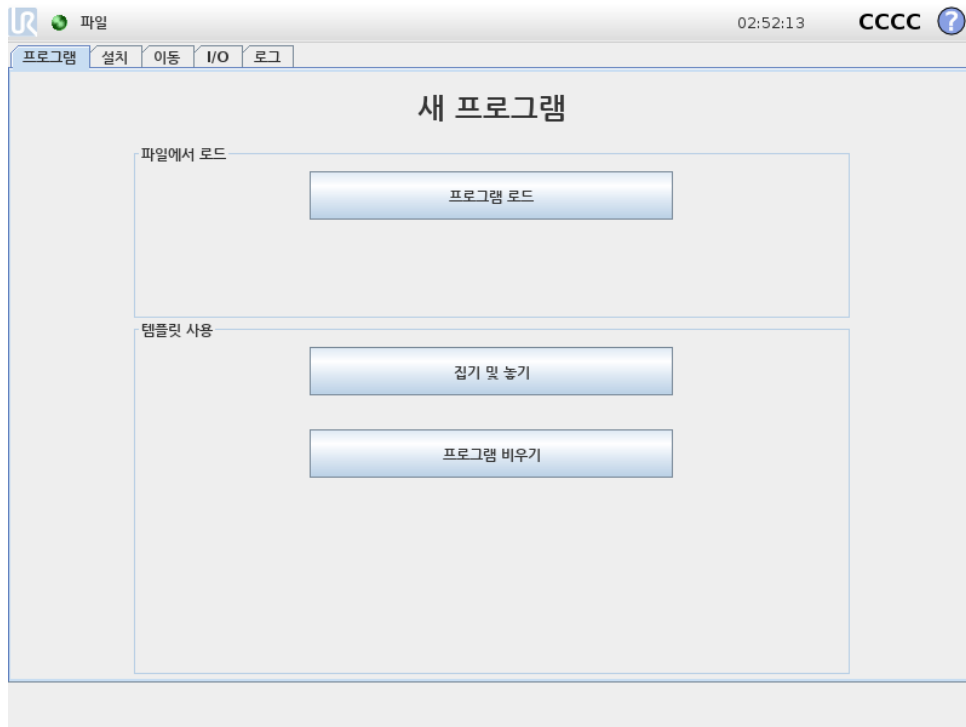 UR 파일 02:52:13 CCCC ?
프로그램 설치 이동 I/O 로그
새 프로그램
파일에서 로드
프로그램 로드
템플릿 사용
집기 및 놓기
프로그램 비우기